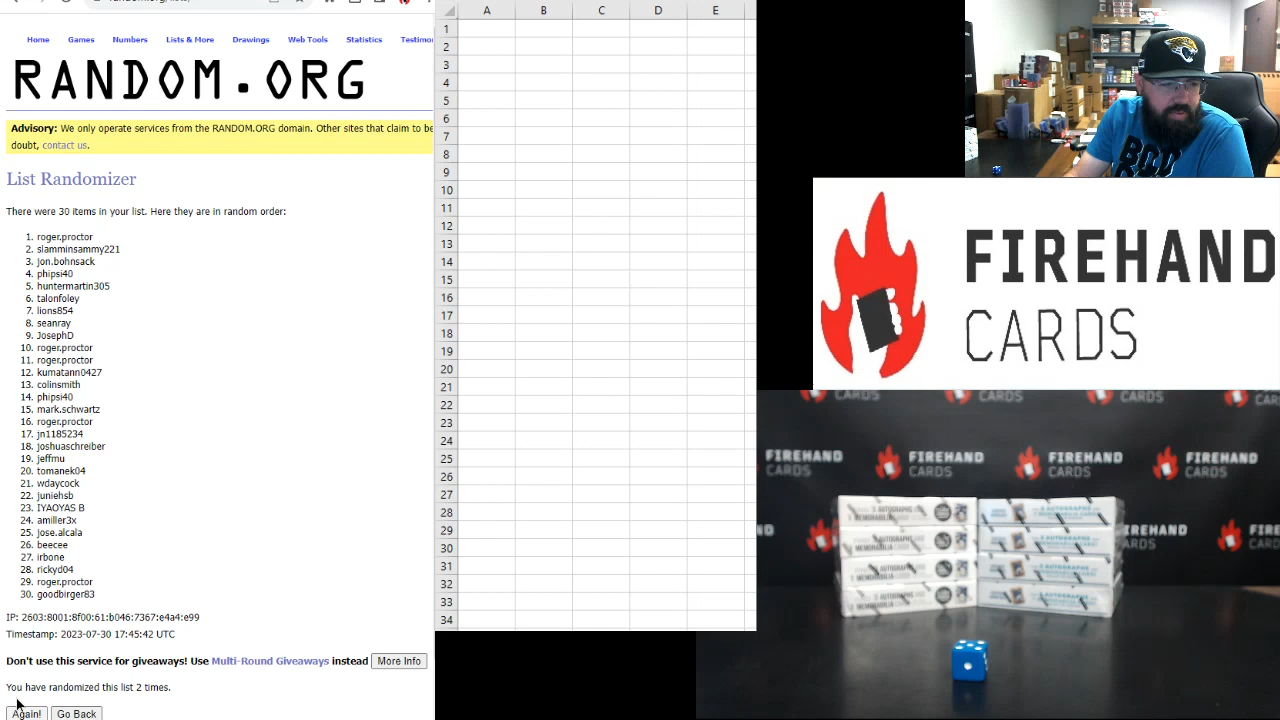 Home Games Numbers Lists & More Drawings Web Tools Statistics Testimo
RANDOM.ORG
Advisory: We only operate services from the RANDOM.ORG domain. Other sites that claim to be
doubt, contact us.
List Randomizer
There were 30 items in your list. Here they are in random order:
1. roger.proctor
2. slamminsammy221
3. jon.bohnsack
4. phipsi40
5. huntermartin305
6. talonfoley
7. lions854
8. seanray
9. JosephD
10. roger.proctor
11. roger.proctor
12. kumatann0427
13. colinsmith
14. phipsi40
15. mark.schwartz
16. roger.proctor
17. jn1185234
18. joshuaschreiber
19. jeffmu
20. tomanek04
21. wdaycock
22. juniehsb
23. IYAOYAS B
24. amiller3x
25. jose.alcala
26. beecee
27. irbone
28. rickyd04
29. roger.proctor
30. goodbirger83
IP: 2603:8001:8f00:61:b046:7367:e4a4:e99
Timestamp: 2023-07-30 17:45:42 UTC
Don't use this service for giveaways! Use Multi-Round Giveaways instead More Info
You have randomized this list 2 times.
Again! Go Back
A B C D E
1
2
3
4
5
6
7
8
9
10
11
12
13
14
15
16
17
18
19
20
21
22
23
24
25
26
27
28
29
30
31
32
33
34
FIREHAND
CARDS
FIREHAND
CARDS
FIREHAND
CARDS
FIREHAND
CARDS
FIREHAND
CARDS